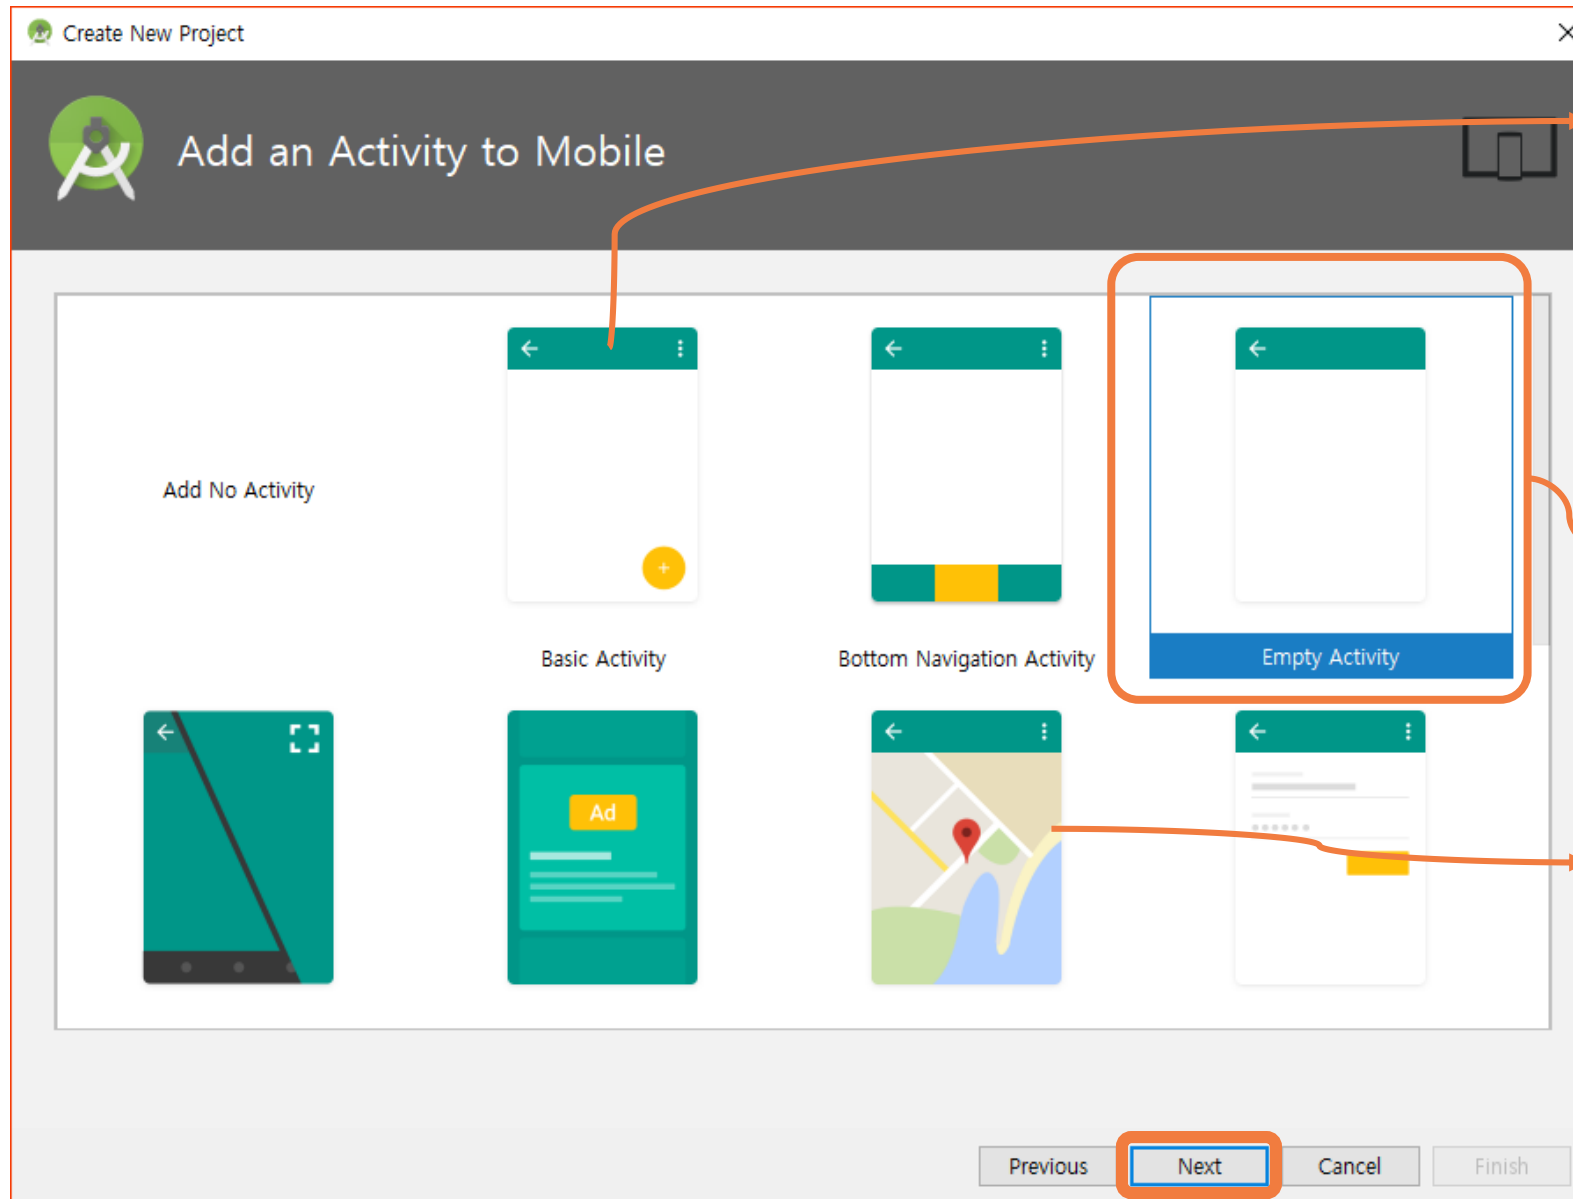 Create New Project
Add an Activity to Mobile
Add No Activity
Basic Activity
Bottom Navigation Activity
Empty Activity
Ad
Previous
Next
Cancel
Finish